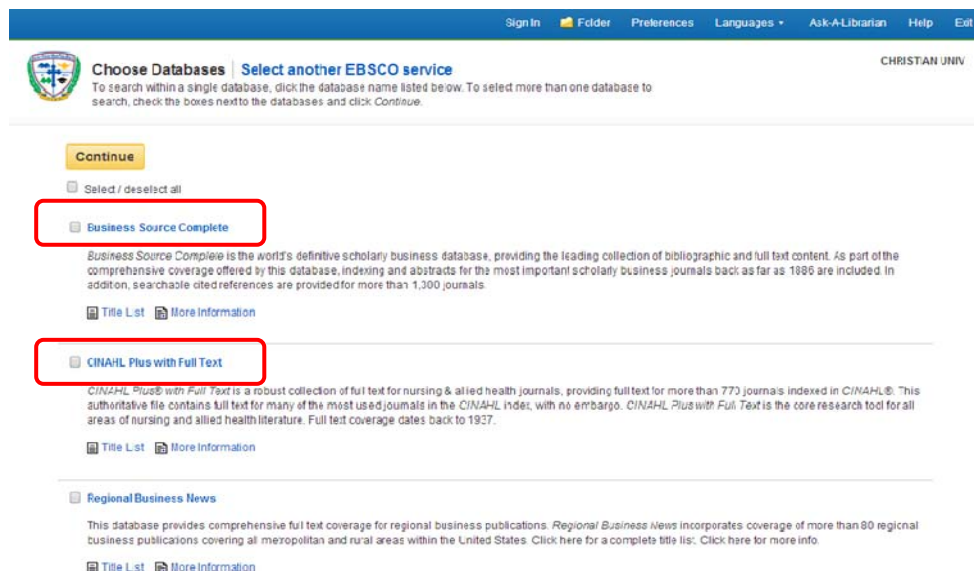 Sign In Folder Preferences Languages Ask-A-Librarian Help Exit
CHRISTIAN UNIV
Choose Databases | Select another EBSCO service
To search within a single database, click the database name listed below. To select more than one database to
search, check the boxes next to the databases and click Continue.
Continue
Select / deselect all
Business Source Complete
Business Source Complete is the world's definitive scholarly business database, providing the leading collection of bibliographic and full text content. As part of the
comprehensive coverage offered by this database, indexing and abstracts for the most important scholarly business journals back as far as 1886 are included. In
addition, searchable cited references are provided for more than 1,300 journals.
Title List More Information
CINAHL Plus with Full Text
CINAHL Plus® with Full Text is a robust collection of full text for nursing & allied health journals, providing full text for more than 770 journals indexed in CINAHL®. This
authoritative file contains full text for many of the most used journals in the CINAHL index, with no embargo. CINAHL Plus with Full Text is the core research tool for all
areas of nursing and allied health literature. Full text coverage dates back to 1937.
Title List More Information
Regional Business News
This database provides comprehensive full text coverage for regional business publications. Regional Business News incorporates coverage of more than 80 regional
business publications covering all metropolitan and rural areas within the United States. Click here for a complete title list. Click here for more info.
Title List More Information